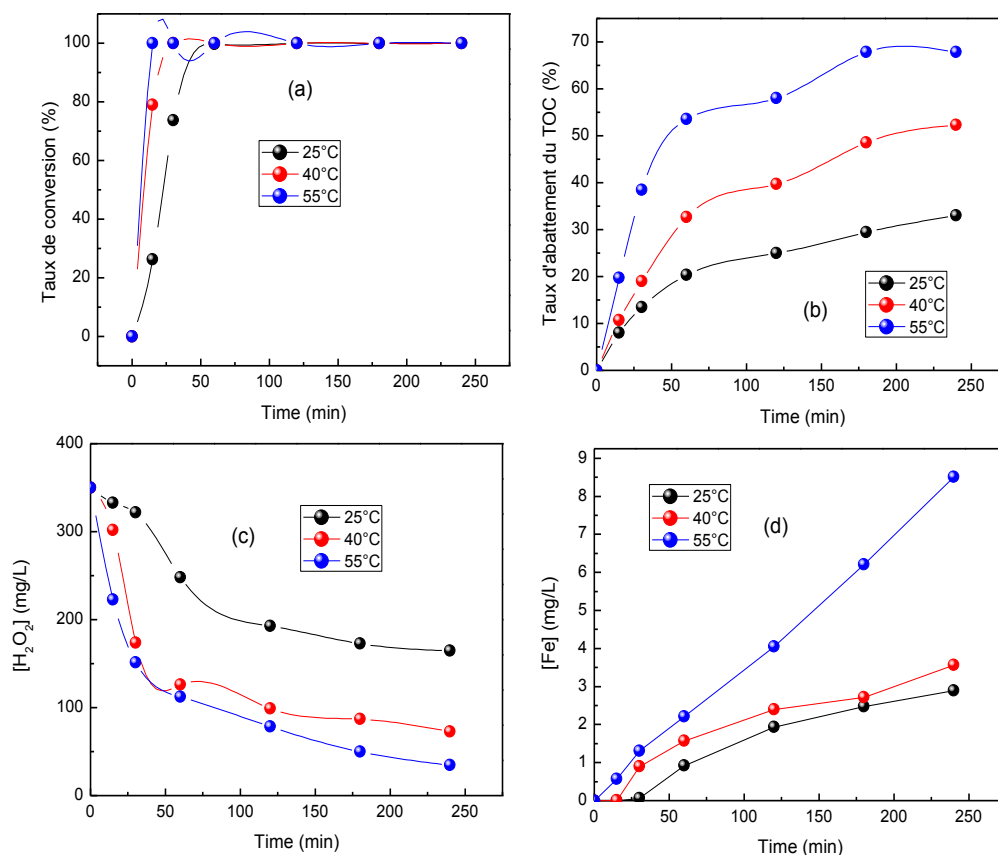 Taux de conversion (%)
100
80
60
40
20
0
(a)
25°C
40°C
55°C
0 50 100 150 200 250
Time (min)
Taux d'abattement du TOC (%)
70
60
50
40
30
20
10
0
25°C
40°C
55°C
(b)
0 50 100 150 200 250
Time (min)
[H₂O₂] (mg/L)
400
300
200
100
0
(c)
25°C
40°C
55°C
0 50 100 150 200 250
Time (min)
[Fe] (mg/L)
9
8
7
6
5
4
3
2
1
0
25°C
40°C
55°C
(d)
0 50 100 150 200 250
Time (min)